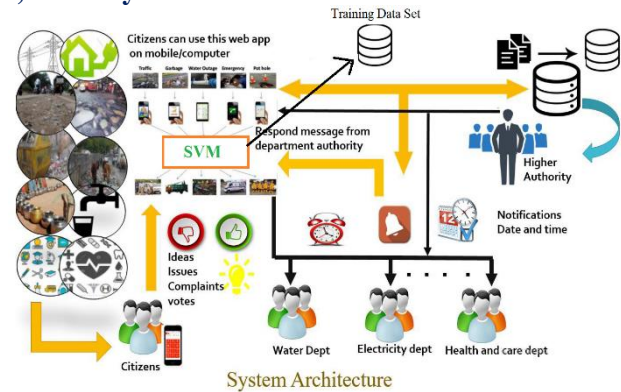 Training Data Set
Citizens can use this web app
on mobile/computer
Traffic Garbage Water Outage Emergency Pot hole
Respond message from
department authority
SVM
Higher
Authority
Notifications
Date and time
12
Ideas
Issues
Complaints
votes
Citizens
Water Dept
Electricity dept
Health and care dept
System Architecture